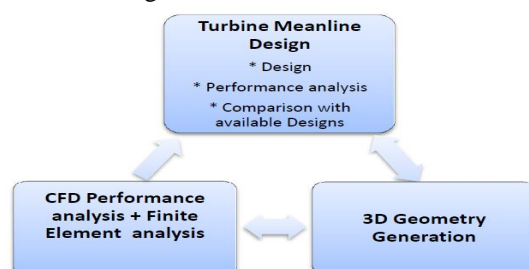 Turbine Meanline
Design
* Design
* Performance analysis
* Comparison with
available Designs
CFD Performance
analysis + Finite
Element analysis
3D Geometry
Generation